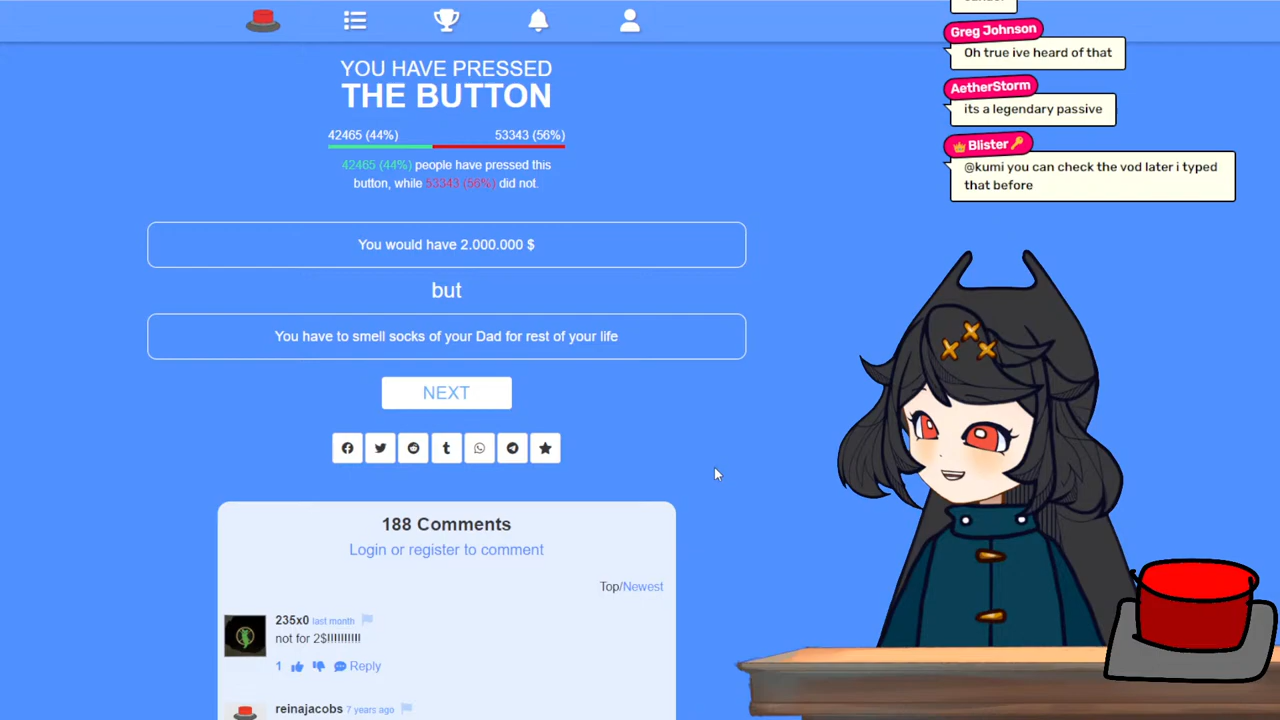 YOU HAVE PRESSED
THE BUTTON
42465 (44%) 53343 (56%)
42465 (44%) people have pressed this
button, while 53343 (56%) did not.
You would have 2.000.000 $
but
You have to smell socks of your Dad for rest of your life
NEXT
188 Comments
Login or register to comment
Top/Newest
235x0 last month
not for 2$!!!!!!!!!!
1 Reply
reinajacobs 7 years ago
Greg Johnson
Oh true ive heard of that
AetherStorm
its a legendary passive
Blister
@kumi you can check the vod later i typed
that before